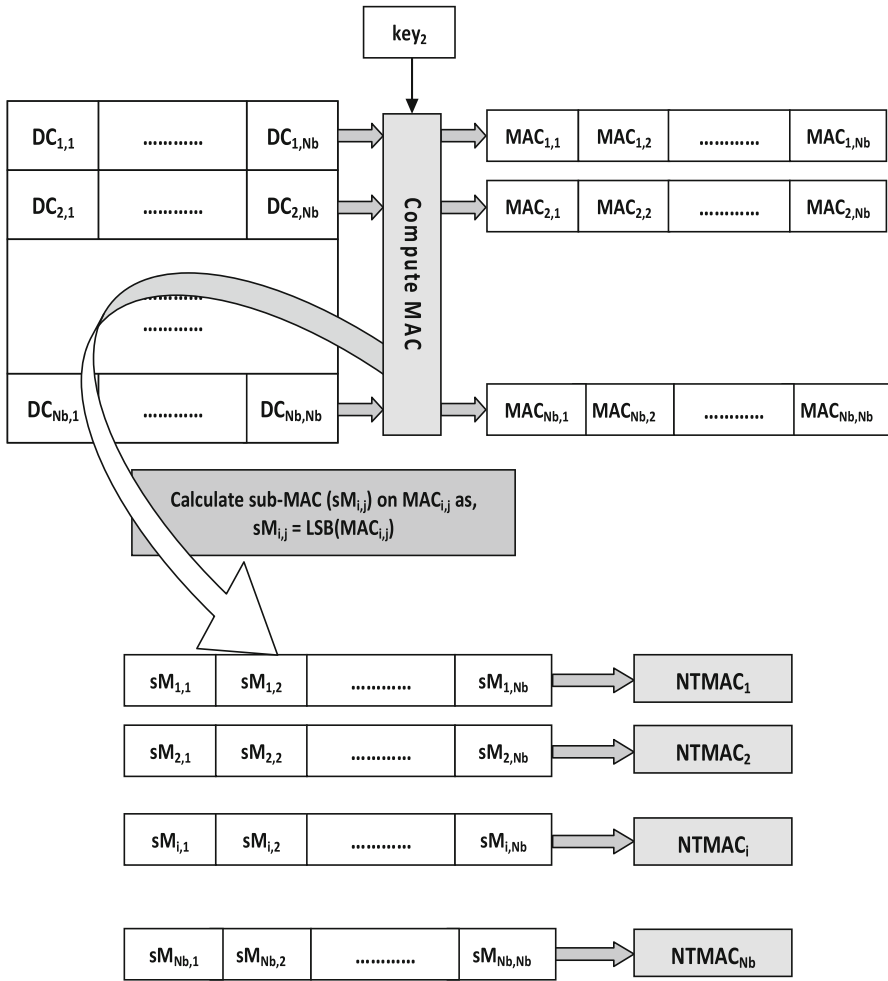 key₂
DC₁,₁ ………… DC₁,Nb MAC₁,₁ MAC₁,₂ ………… MAC₁,Nb
DC₂,₁ ………… DC₂,Nb MAC₂,₁ MAC₂,₂ ………… MAC₂,Nb
Compute MAC
…………
…………
DCNb,₁ ………… DCNb,Nb MACNb,₁ MACNb,₂ ………… MACNb,Nb
Calculate sub-MAC (sMi,j) on MACi,j as,
sMi,j = LSB(MACi,j)
sM₁,₁ sM₁,₂ ………… sM₁,Nb NTMAC₁
sM₂,₁ sM₂,₂ ………… sM₂,Nb NTMAC₂
sMi,₁ sMi,₂ ………… sMi,Nb NTMACi
sMNb,₁ sMNb,₂ ………… sMNb,Nb NTMACNb